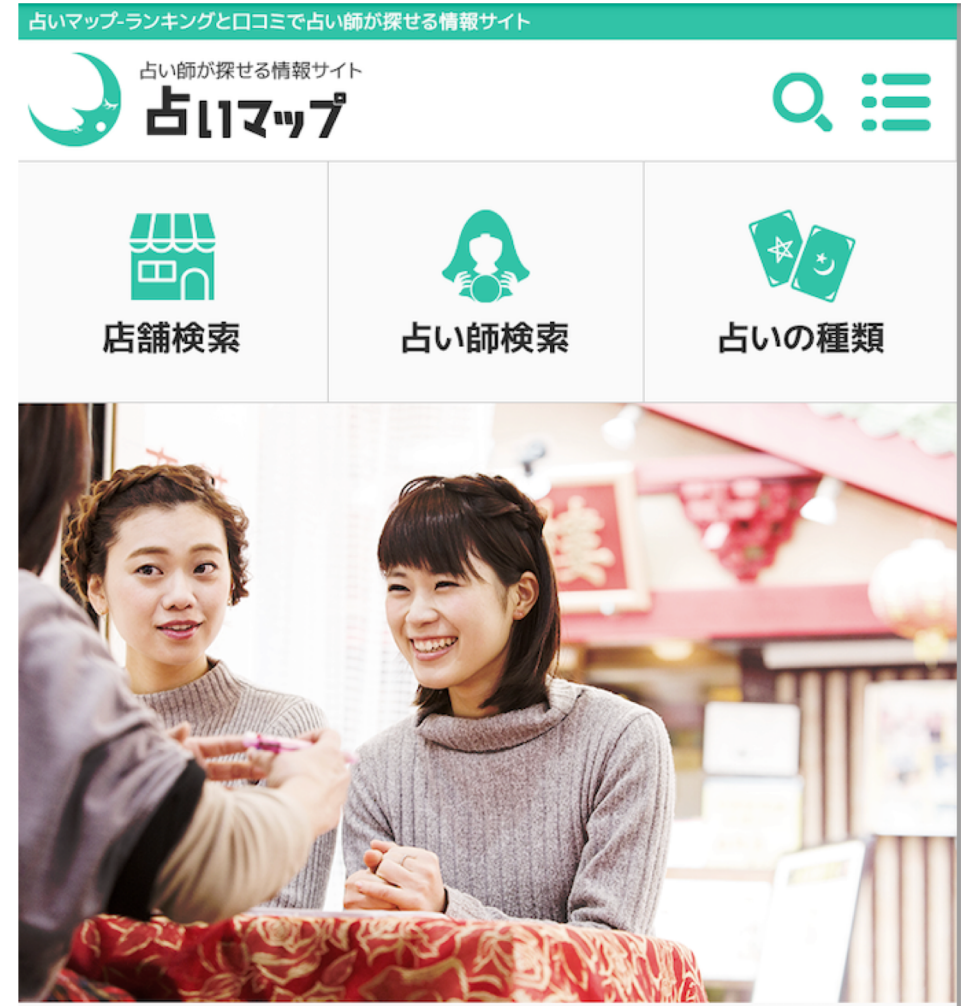 占いマップ-ランキングと口コミで占い師が探せる情報サイト
占い師が探せる情報サイト
占いマップ
店舗検索
占い師検索
占いの種類